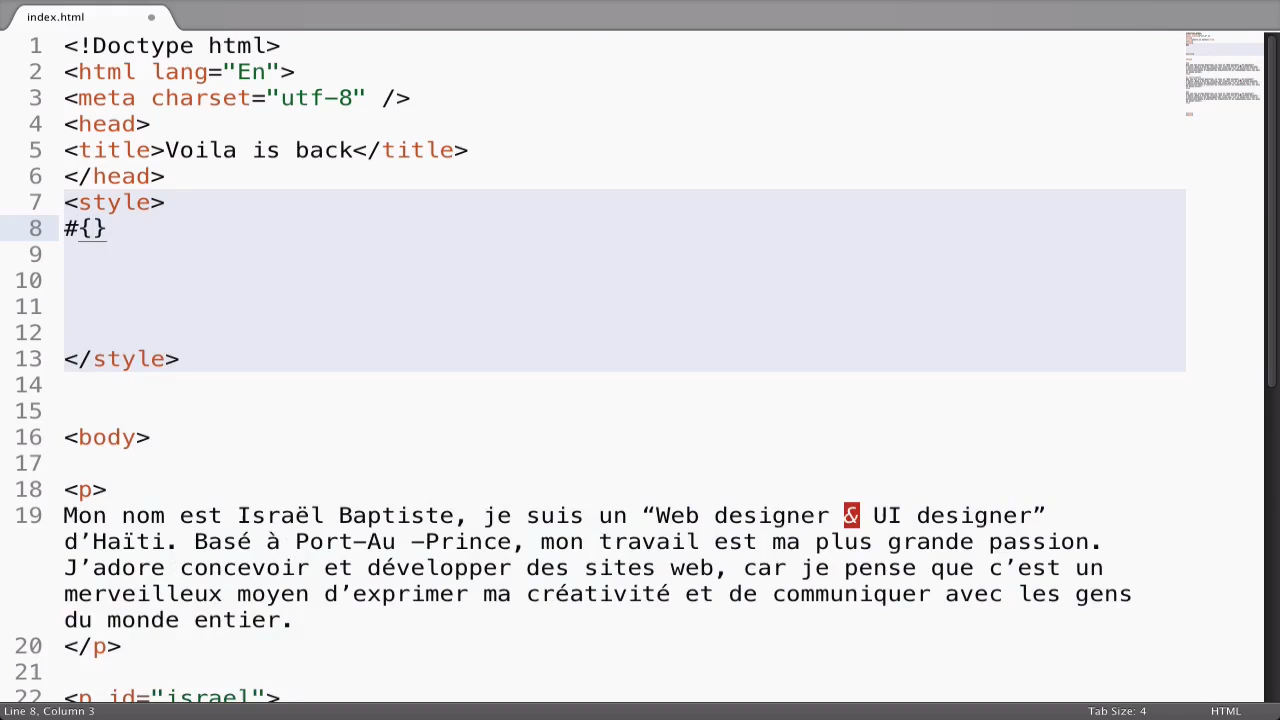 index.html
1 <!Doctype html>
2 <html lang="En">
3 <meta charset="utf-8" />
4 <head>
5 <title>Voila is back</title>
6 </head>
7 <style>
8 #{}
9
10
11
12
13 </style>
14
15
16 <body>
17
18 <p>
19 Mon nom est Israël Baptiste, je suis un “Web designer & UI designer”
d’Haïti. Basé à Port-Au -Prince, mon travail est ma plus grande passion.
J’adore concevoir et développer des sites web, car je pense que c’est un
merveilleux moyen d’exprimer ma créativité et de communiquer avec les gens
du monde entier.
20 </p>
21
22 <p id="israel">
Line 8, Column 3 Tab Size: 4 HTML